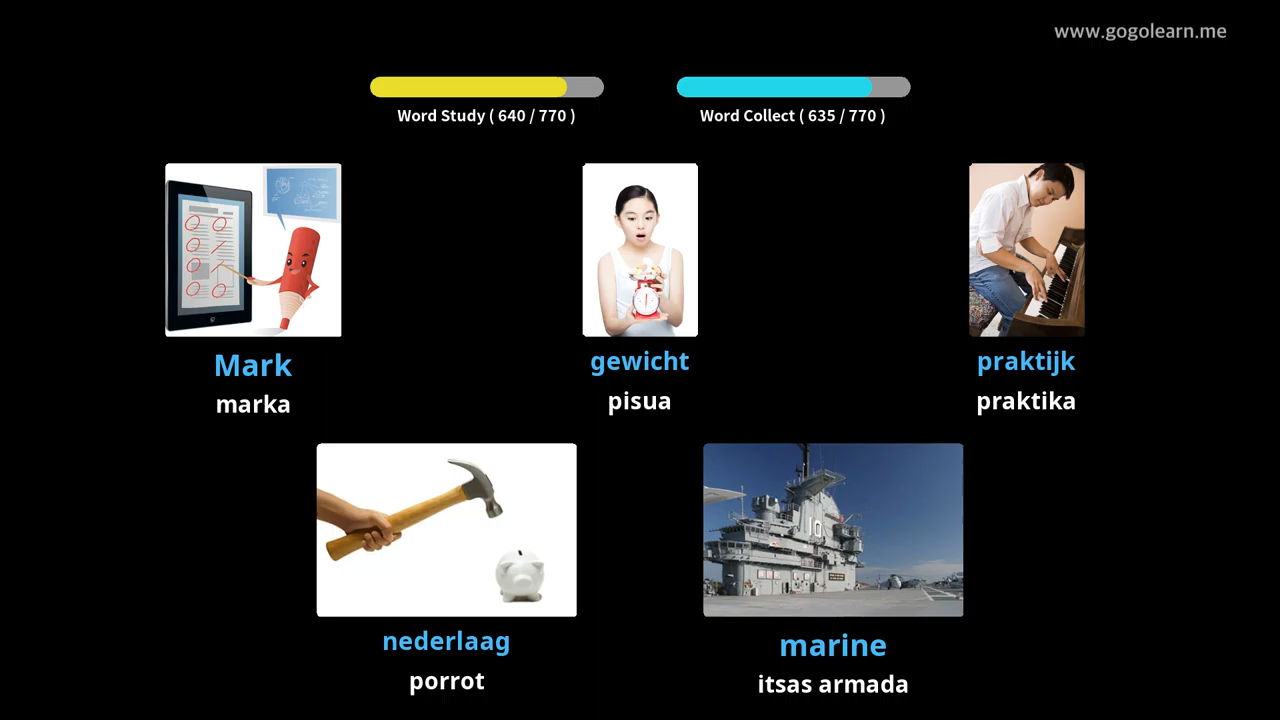 www.gogolearn.me
Word Study ( 640 / 770 )
Word Collect ( 635 / 770 )
Mark
marka
gewicht
pisua
praktijk
praktika
10
nederlaag
porrot
marine
itsas armada